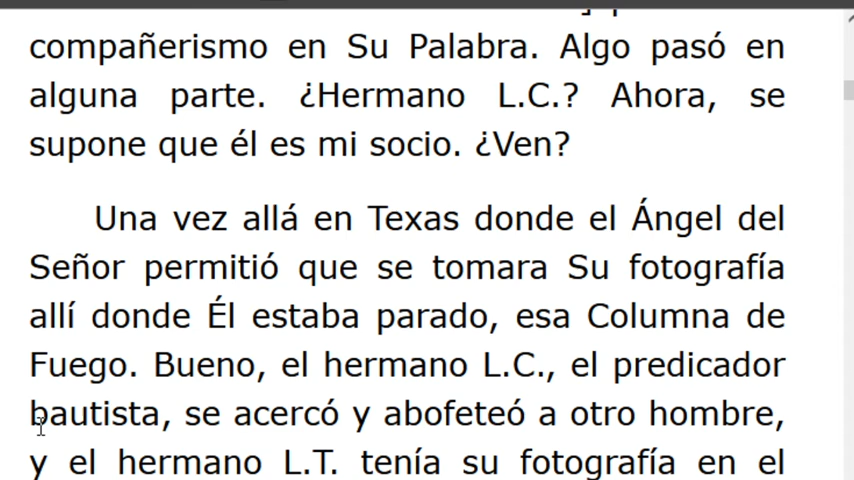 compañerismo en Su Palabra. Algo pasó en
alguna parte. ¿Hermano L.C.? Ahora, se
supone que él es mi socio. ¿Ven?
Una vez allá en Texas donde el Ángel del
Señor permitió que se tomara Su fotografía
allí donde Él estaba parado, esa Columna de
Fuego. Bueno, el hermano L.C., el predicador
bautista, se acercó y abofeteó a otro hombre,
y el hermano L.T. tenía su fotografía en el